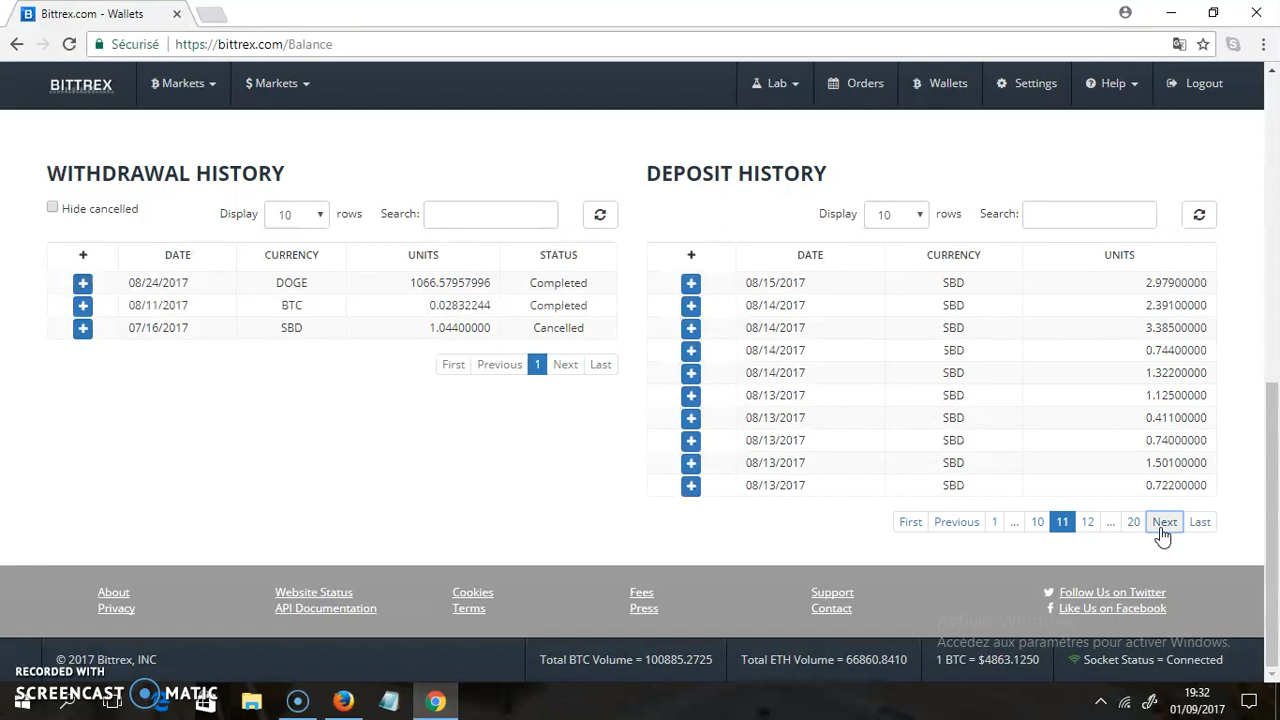 Bittrex.com - Wallets
Sécurisé https://bittrex.com/Balance
BITTREX Markets $ Markets Lab Orders Wallets Settings Help Logout
WITHDRAWAL HISTORY
Hide cancelled Display 10 rows Search:
+ DATE CURRENCY UNITS STATUS
08/24/2017 DOGE 1066.57957996 Completed
08/11/2017 BTC 0.02832244 Completed
07/16/2017 SBD 1.04400000 Cancelled
First Previous 1 Next Last
DEPOSIT HISTORY
Display 10 rows Search:
+ DATE CURRENCY UNITS
08/15/2017 SBD 2.97900000
08/14/2017 SBD 2.39100000
08/14/2017 SBD 3.38500000
08/14/2017 SBD 0.74400000
08/14/2017 SBD 1.32200000
08/13/2017 SBD 1.12500000
08/13/2017 SBD 0.41100000
08/13/2017 SBD 0.74000000
08/13/2017 SBD 1.50100000
08/13/2017 SBD 0.72200000
First Previous 1 ... 10 11 12 ... 20 Next Last
About Website Status Cookies Fees Support Follow Us on Twitter
Privacy API Documentation Terms Press Contact Like Us on Facebook
Activer Windows
Accédez aux paramètres pour activer Windows.
© 2017 Bittrex, INC Total BTC Volume = 100885.2725 Total ETH Volume = 66860.8410 1 BTC = $4863.1250 Socket Status = Connected
RECORDED WITH
SCREENCAST MATIC
19:32
01/09/2017